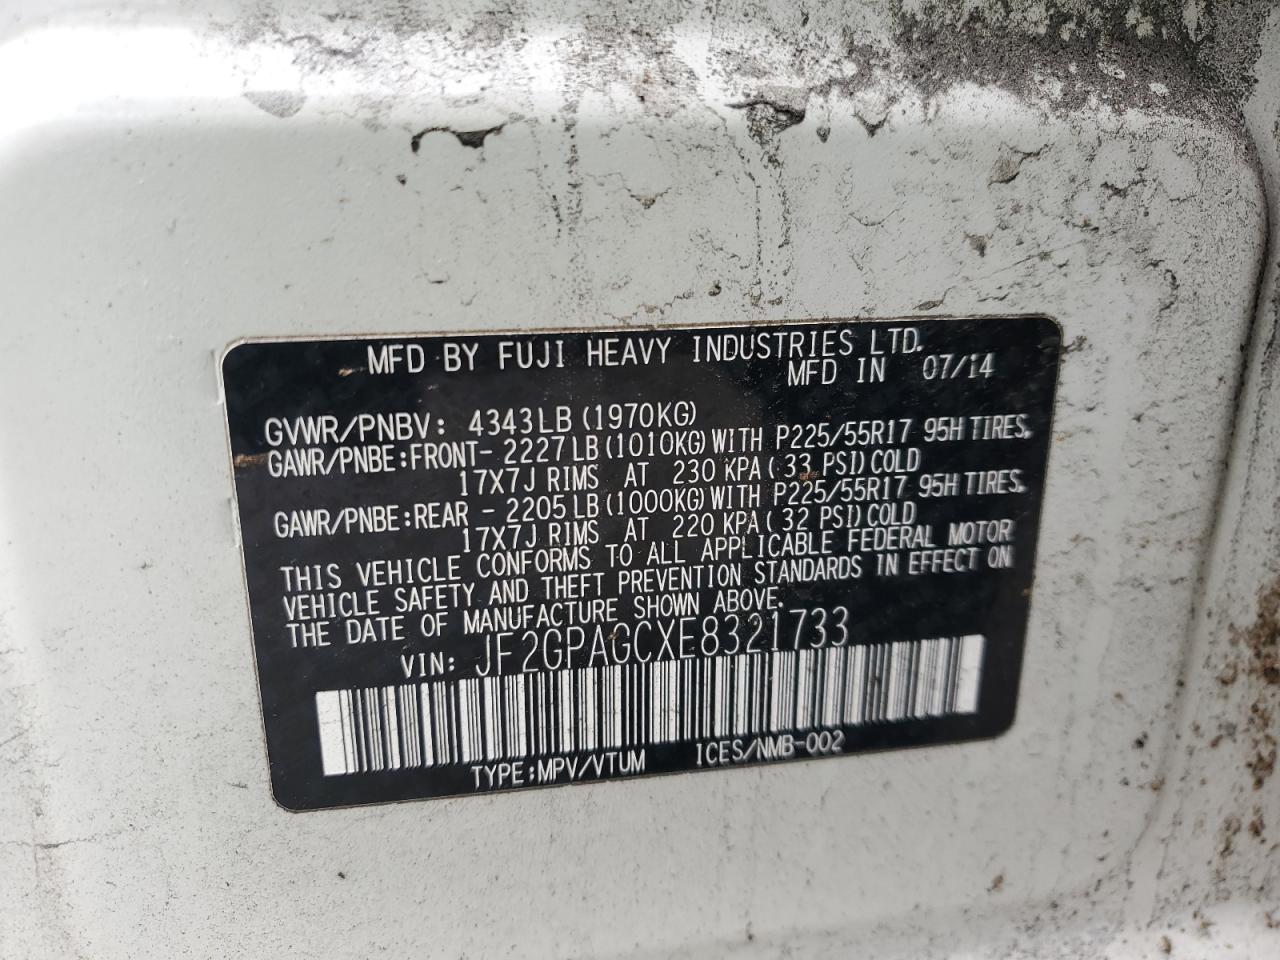 MFD BY FUJI HEAVY INDUSTRIES LTD.
MFD IN 07/14
GVWR/PNBV: 4343LB (1970KG)
GAWR/PNBE:FRONT- 2227LB (1010KG) WITH P225/55R17 95H TIRES,
17X7J RIMS AT 230 KPA ( 33 PSI) COLD
GAWR/PNBE:REAR - 2205LB (1000KG) WITH P225/55R17 95H TIRES,
17X7J RIMS AT 220 KPA ( 32 PSI) COLD
THIS VEHICLE CONFORMS TO ALL APPLICABLE FEDERAL MOTOR
VEHICLE SAFETY AND THEFT PREVENTION STANDARDS IN EFFECT ON
THE DATE OF MANUFACTURE SHOWN ABOVE.
VIN: JF2GPAGCXE8321733
TYPE:MPV/VTUM ICES/NMB-002